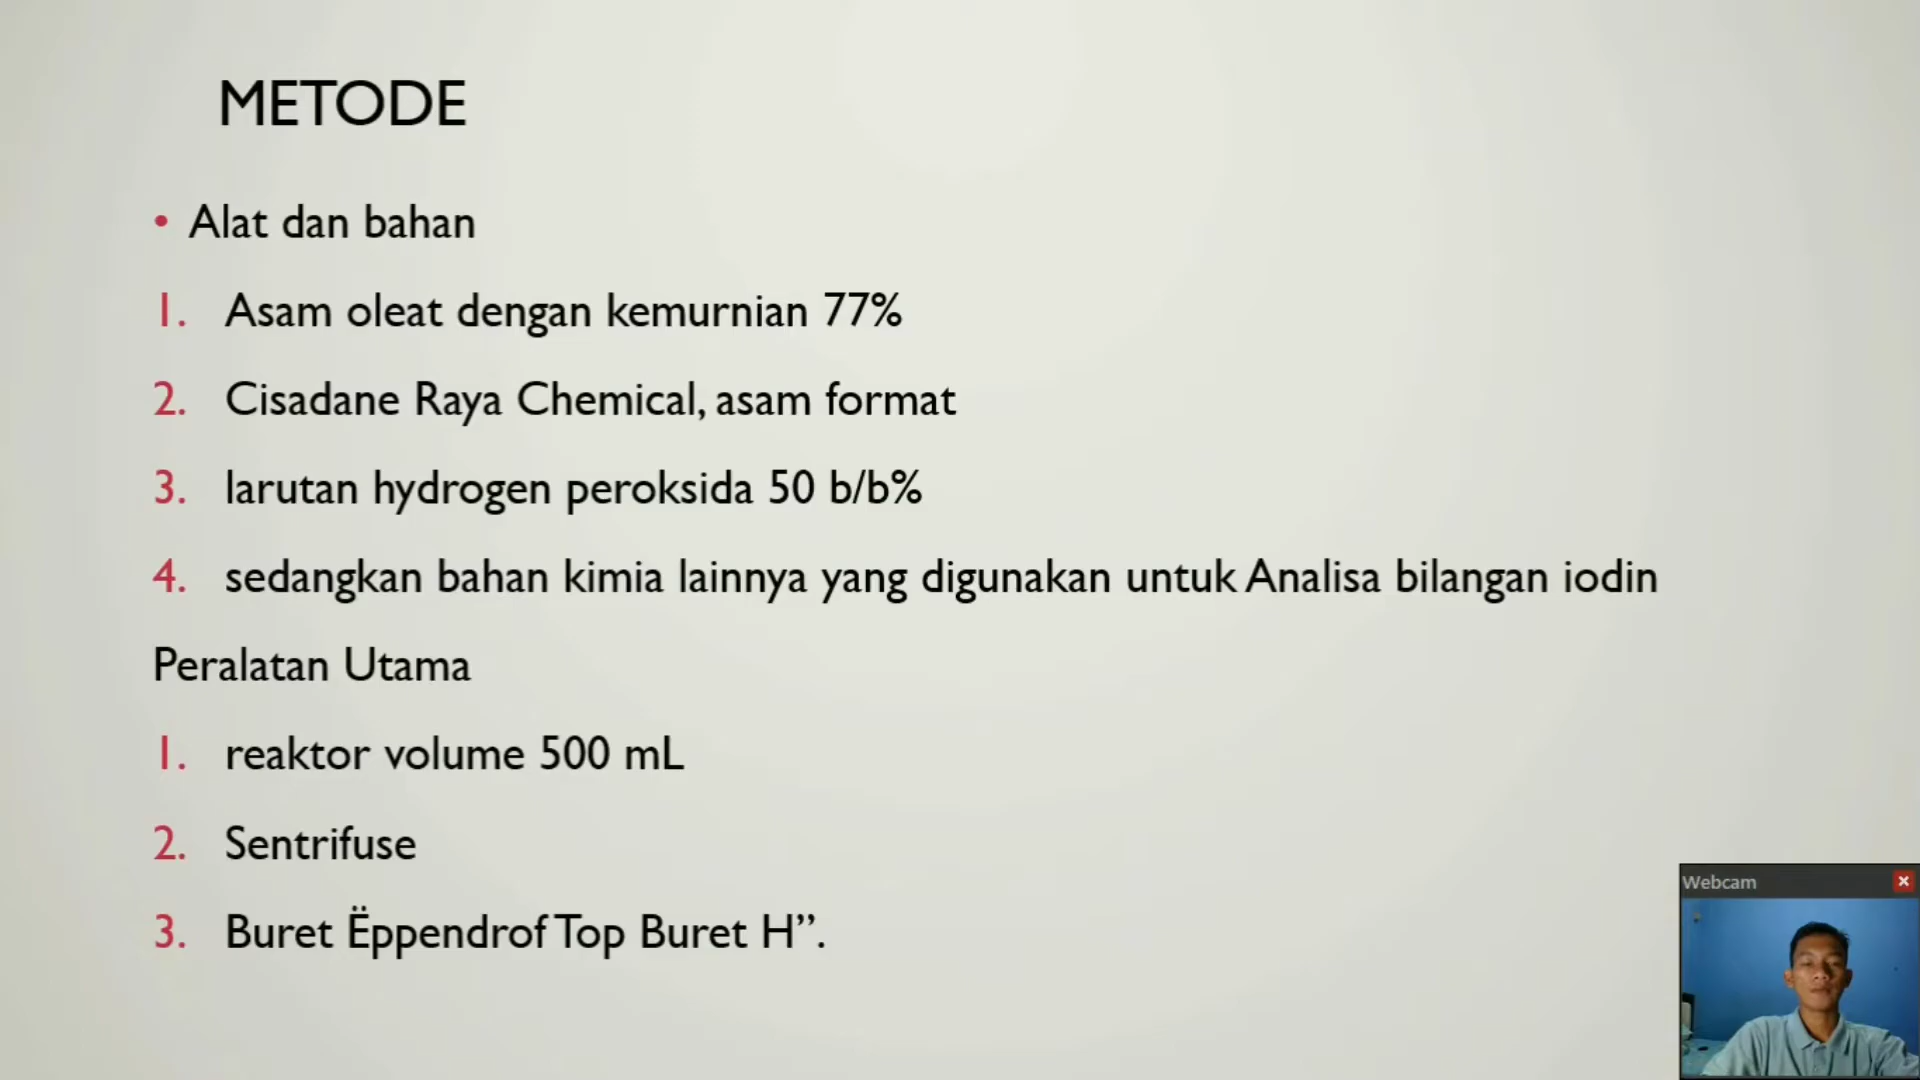 METODE
• Alat dan bahan
1. Asam oleat dengan kemurnian 77%
2. Cisadane Raya Chemical, asam format
3. larutan hydrogen peroksida 50 b/b%
4. sedangkan bahan kimia lainnya yang digunakan untuk Analisa bilangan iodin
Peralatan Utama
1. reaktor volume 500 mL
2. Sentrifuse
3. Buret Ëppendrof Top Buret H”.
Webcam